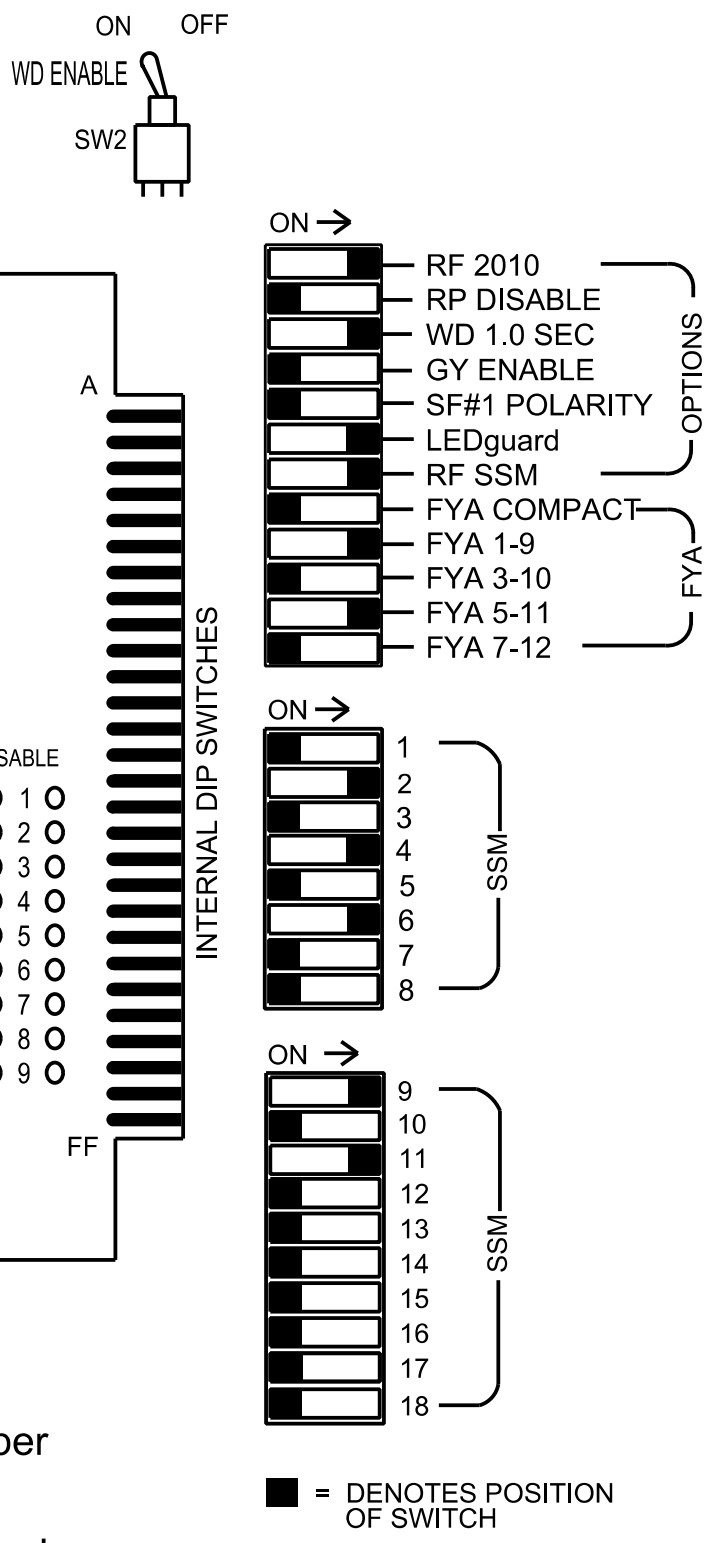 ON OFF
WD ENABLE
SW2
ON →
RF 2010
RP DISABLE
WD 1.0 SEC
GY ENABLE
SF#1 POLARITY
LEDguard
RF SSM
OPTIONS
FYA COMPACT
FYA 1-9
FYA 3-10
FYA 5-11
FYA 7-12
FYA
A
INTERNAL DIP SWITCHES
FF
SABLE
1
2
3
4
5
6
7
8
9
ON →
1
2
3
4
5
6
7
8
SSM
ON →
9
10
11
12
13
14
15
16
17
18
SSM
ber
= DENOTES POSITION
OF SWITCH